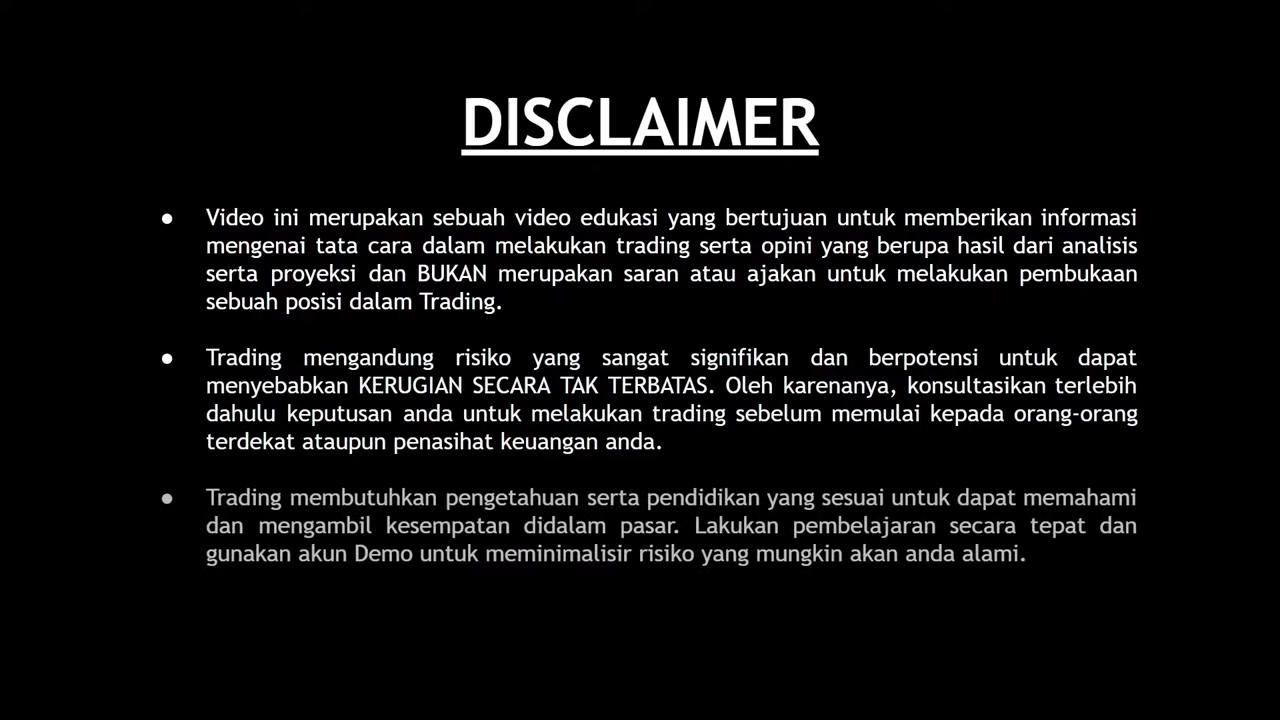 DISCLAIMER
● Video ini merupakan sebuah video edukasi yang bertujuan untuk memberikan informasi
mengenai tata cara dalam melakukan trading serta opini yang berupa hasil dari analisis
serta proyeksi dan BUKAN merupakan saran atau ajakan untuk melakukan pembukaan
sebuah posisi dalam Trading.
● Trading mengandung risiko yang sangat signifikan dan berpotensi untuk dapat
menyebabkan KERUGIAN SECARA TAK TERBATAS. Oleh karenanya, konsultasikan terlebih
dahulu keputusan anda untuk melakukan trading sebelum memulai kepada orang-orang
terdekat ataupun penasihat keuangan anda.
● Trading membutuhkan pengetahuan serta pendidikan yang sesuai untuk dapat memahami
dan mengambil kesempatan didalam pasar. Lakukan pembelajaran secara tepat dan
gunakan akun Demo untuk meminimalisir risiko yang mungkin akan anda alami.